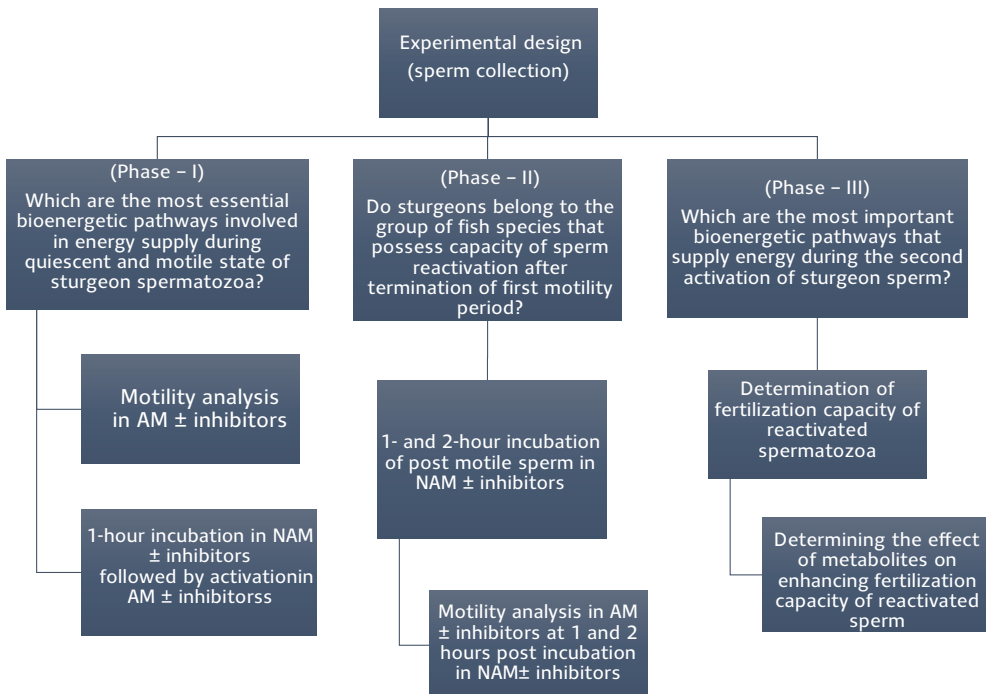 Experimental design
(sperm collection)
(Phase – I)
Which are the most essential
bioenergetic pathways involved
in energy supply during
quiescent and motile state of
sturgeon spermatozoa?
Motility analysis
in AM ± inhibitors
1-hour incubation in NAM
± inhibitors
followed by activationin
AM ± inhibitorss
(Phase – II)
Do sturgeons belong to the
group of fish species that
possess capacity of sperm
reactivation after
termination of first motility
period?
1- and 2-hour incubation
of post motile sperm in
NAM ± inhibitors
Motility analysis in AM
± inhibitors at 1 and 2
hours post incubation
in NAM± inhibitors
(Phase – III)
Which are the most important
bioenergetic pathways that
supply energy during the second
activation of sturgeon sperm?
Determination of
fertilization capacity of
reactivated
spermatozoa
Determining the effect
of metabolites on
enhancing fertilization
capacity of reactivated
sperm